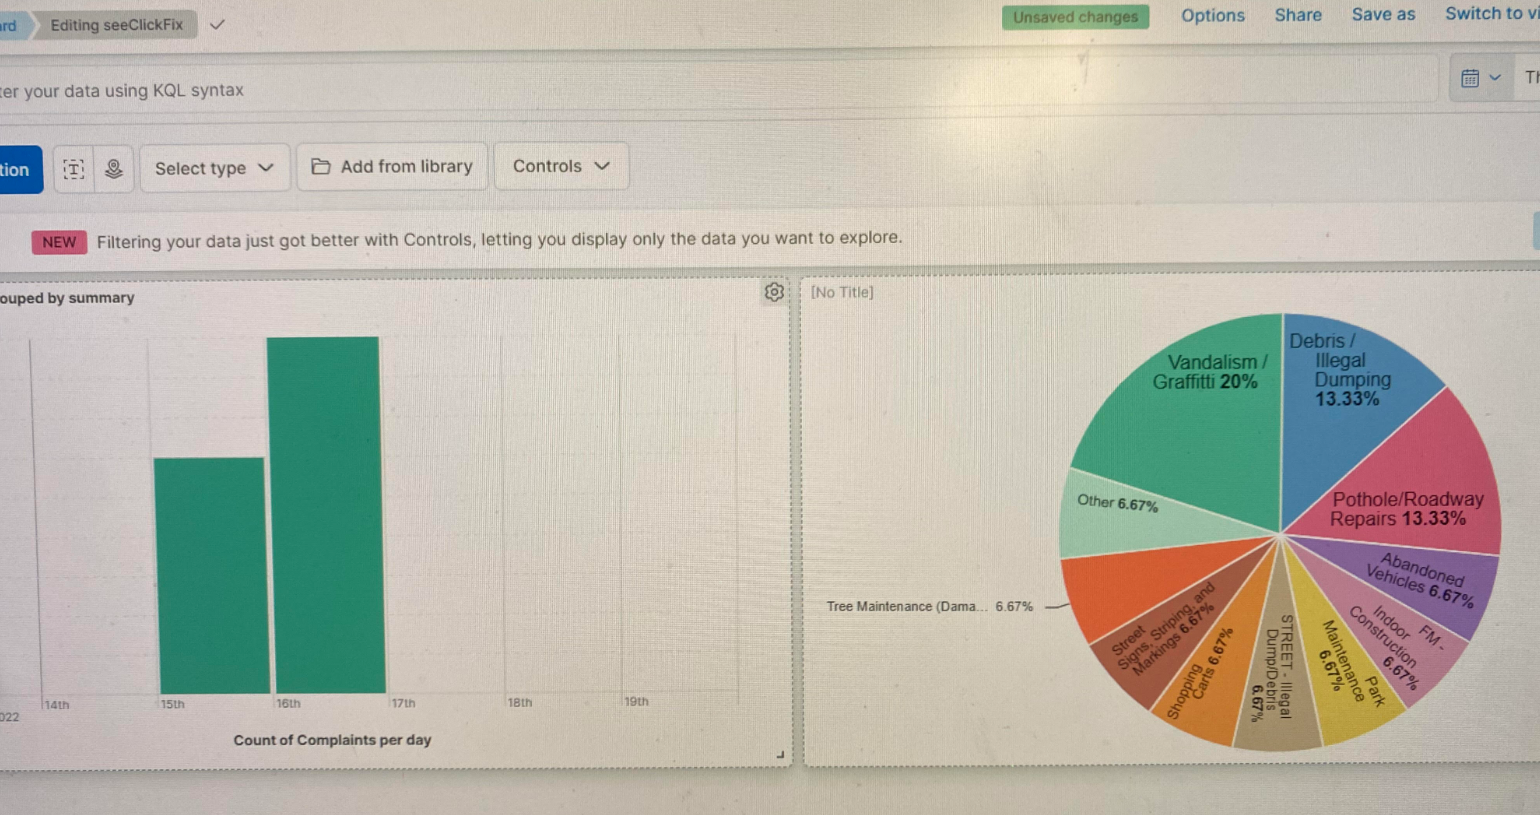 rd
Editing seeClickFix
Unsaved changes
Options
Share
Save as
Switch to vi
ter your data using KQL syntax
Th
tion
Select type
Add from library
Controls
NEW
Filtering your data just got better with Controls, letting you display only the data you want to explore.
ouped by summary
022
14th
15th
16th
17th
18th
19th
Count of Complaints per day
[No Title]
Vandalism /
Graffitti 20%
Debris /
Illegal
Dumping
13.33%
Pothole/Roadway
Repairs 13.33%
Abandoned
Vehicles 6.67%
FM -
Indoor
Construction
6.67%
Park
Maintenance
6.67%
STREET - Illegal
Dump/Debris
6.67%
Shopping
Carts 6.67%
Street
Signs, Striping, and
Markings 6.67%
Tree Maintenance (Dama... 6.67%
Other 6.67%